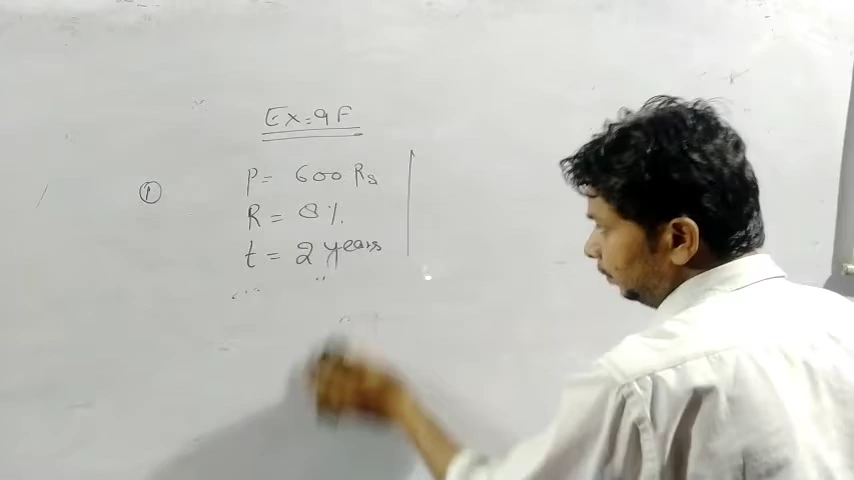 Ex:9F
① P= 600 Rs
R = 8%.
t = 2 years